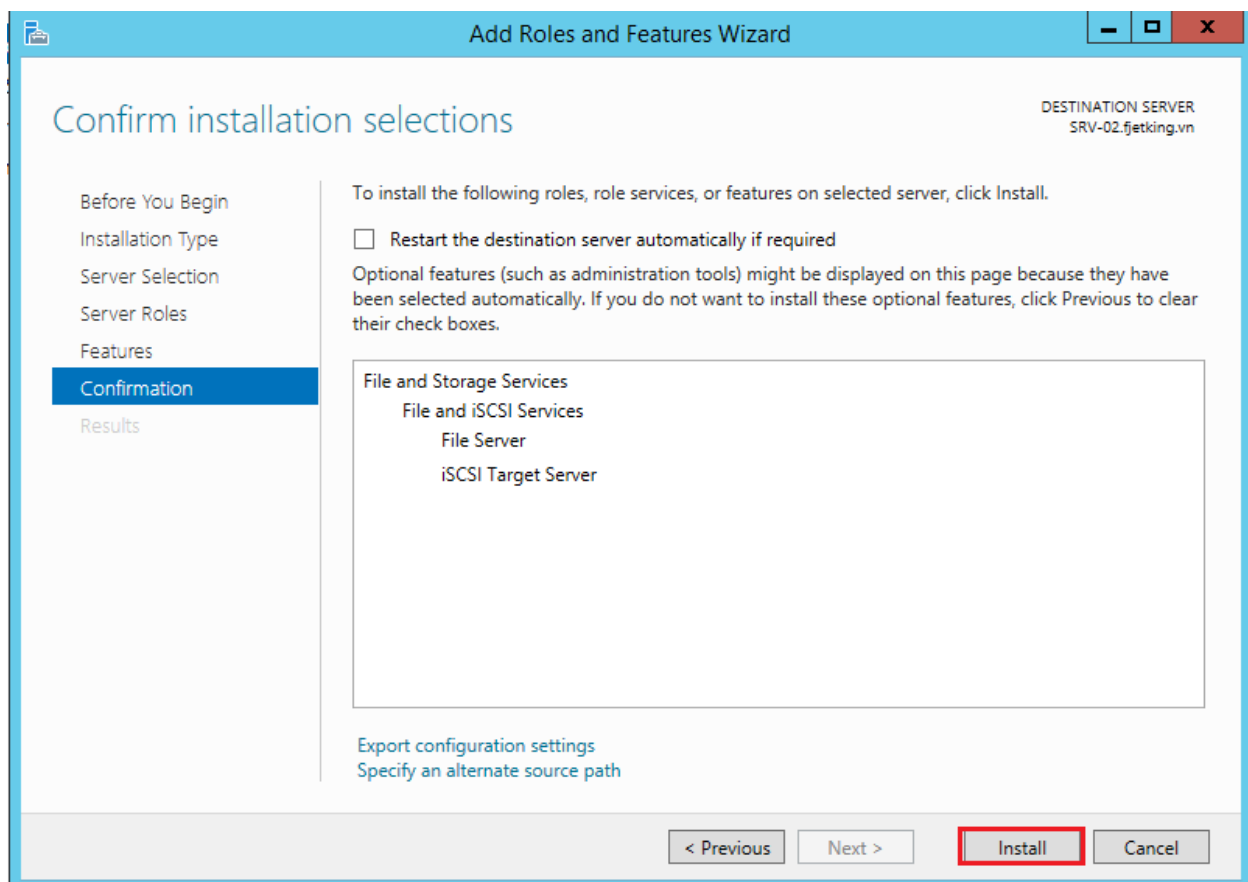 Add Roles and Features Wizard
Confirm installation selections
DESTINATION SERVER
SRV-02.fjetking.vn
Before You Begin
Installation Type
Server Selection
Server Roles
Features
Confirmation
Results
To install the following roles, role services, or features on selected server, click Install.
Restart the destination server automatically if required
Optional features (such as administration tools) might be displayed on this page because they have
been selected automatically. If you do not want to install these optional features, click Previous to clear
their check boxes.
File and Storage Services
File and iSCSI Services
File Server
iSCSI Target Server
Export configuration settings
Specify an alternate source path
< Previous
Next >
Install
Cancel